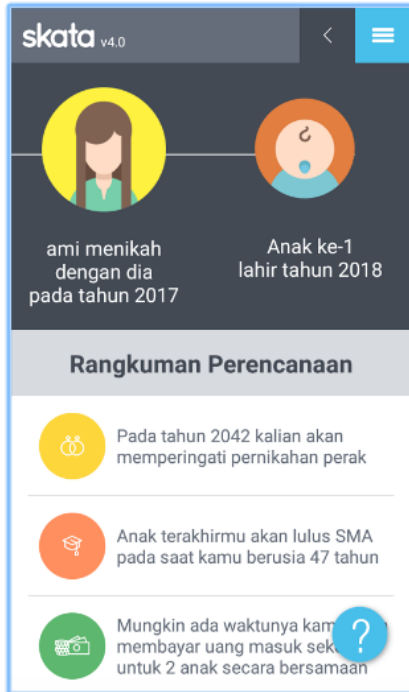 skata v4.0
ami menikah
dengan dia
pada tahun 2017
Anak ke-1
lahir tahun 2018
Rangkuman Perencanaan
Pada tahun 2042 kalian akan
memperingati pernikahan perak
Anak terakhirmu akan lulus SMA
pada saat kamu berusia 47 tahun
Mungkin ada waktunya
membayar uang masuk
untuk 2 anak secara bersamaan
?